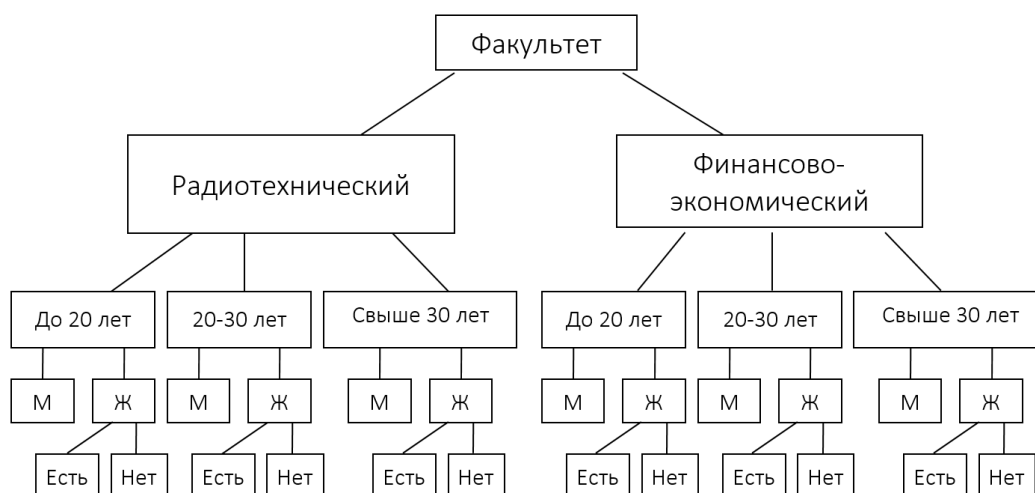 Факультет
Радиотехнический
Финансово-
экономический
До 20 лет
20-30 лет
Свыше 30 лет
До 20 лет
20-30 лет
Свыше 30 лет
М
Ж
М
Ж
М
Ж
М
Ж
М
Ж
М
Ж
Есть
Нет
Есть
Нет
Есть
Нет
Есть
Нет
Есть
Нет
Есть
Нет